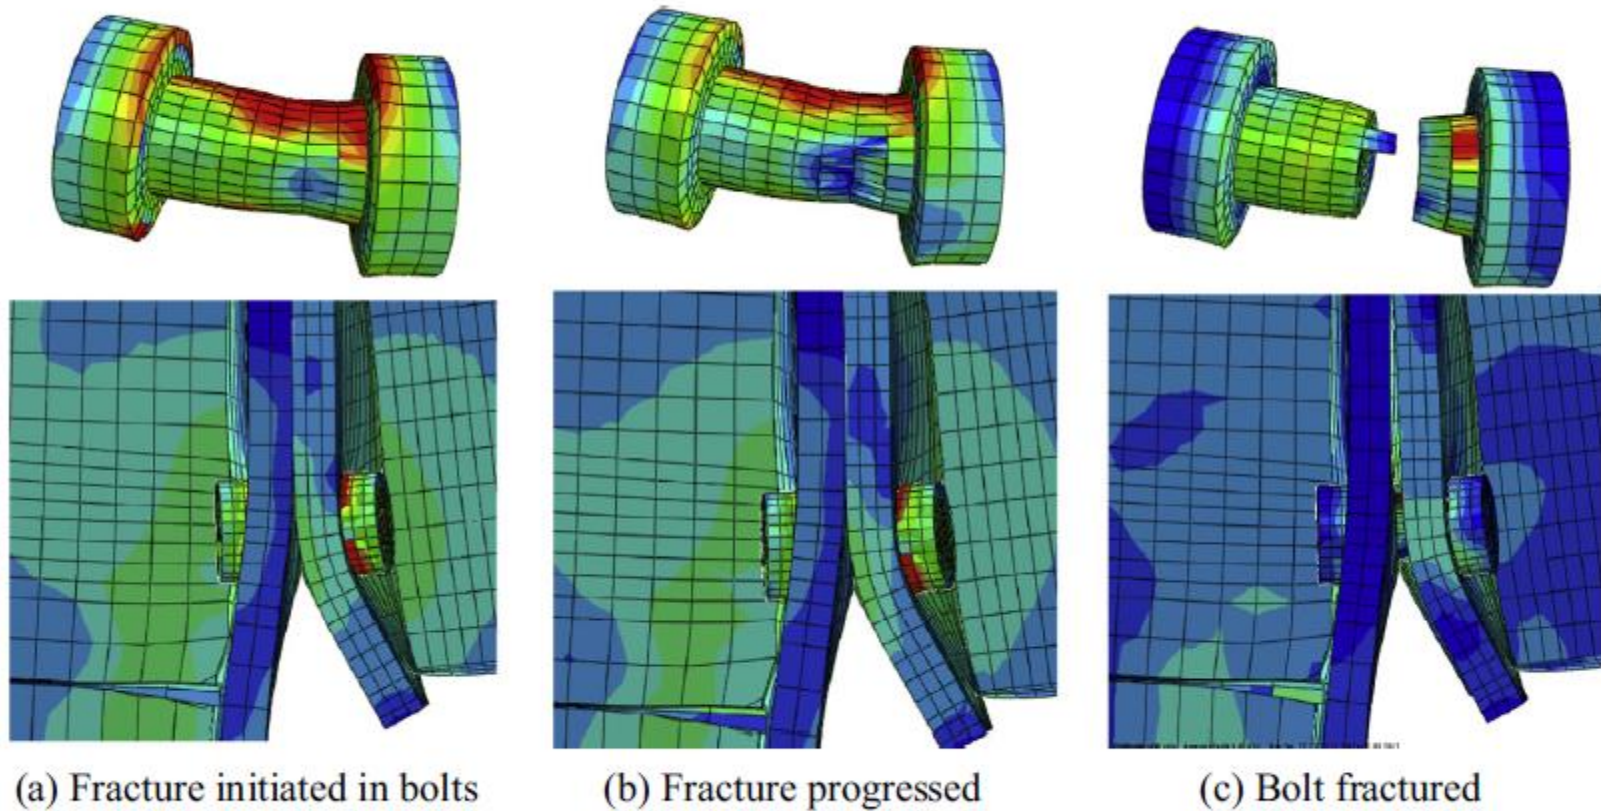 (a) Fracture initiated in bolts
(b) Fracture progressed
(c) Bolt fractured